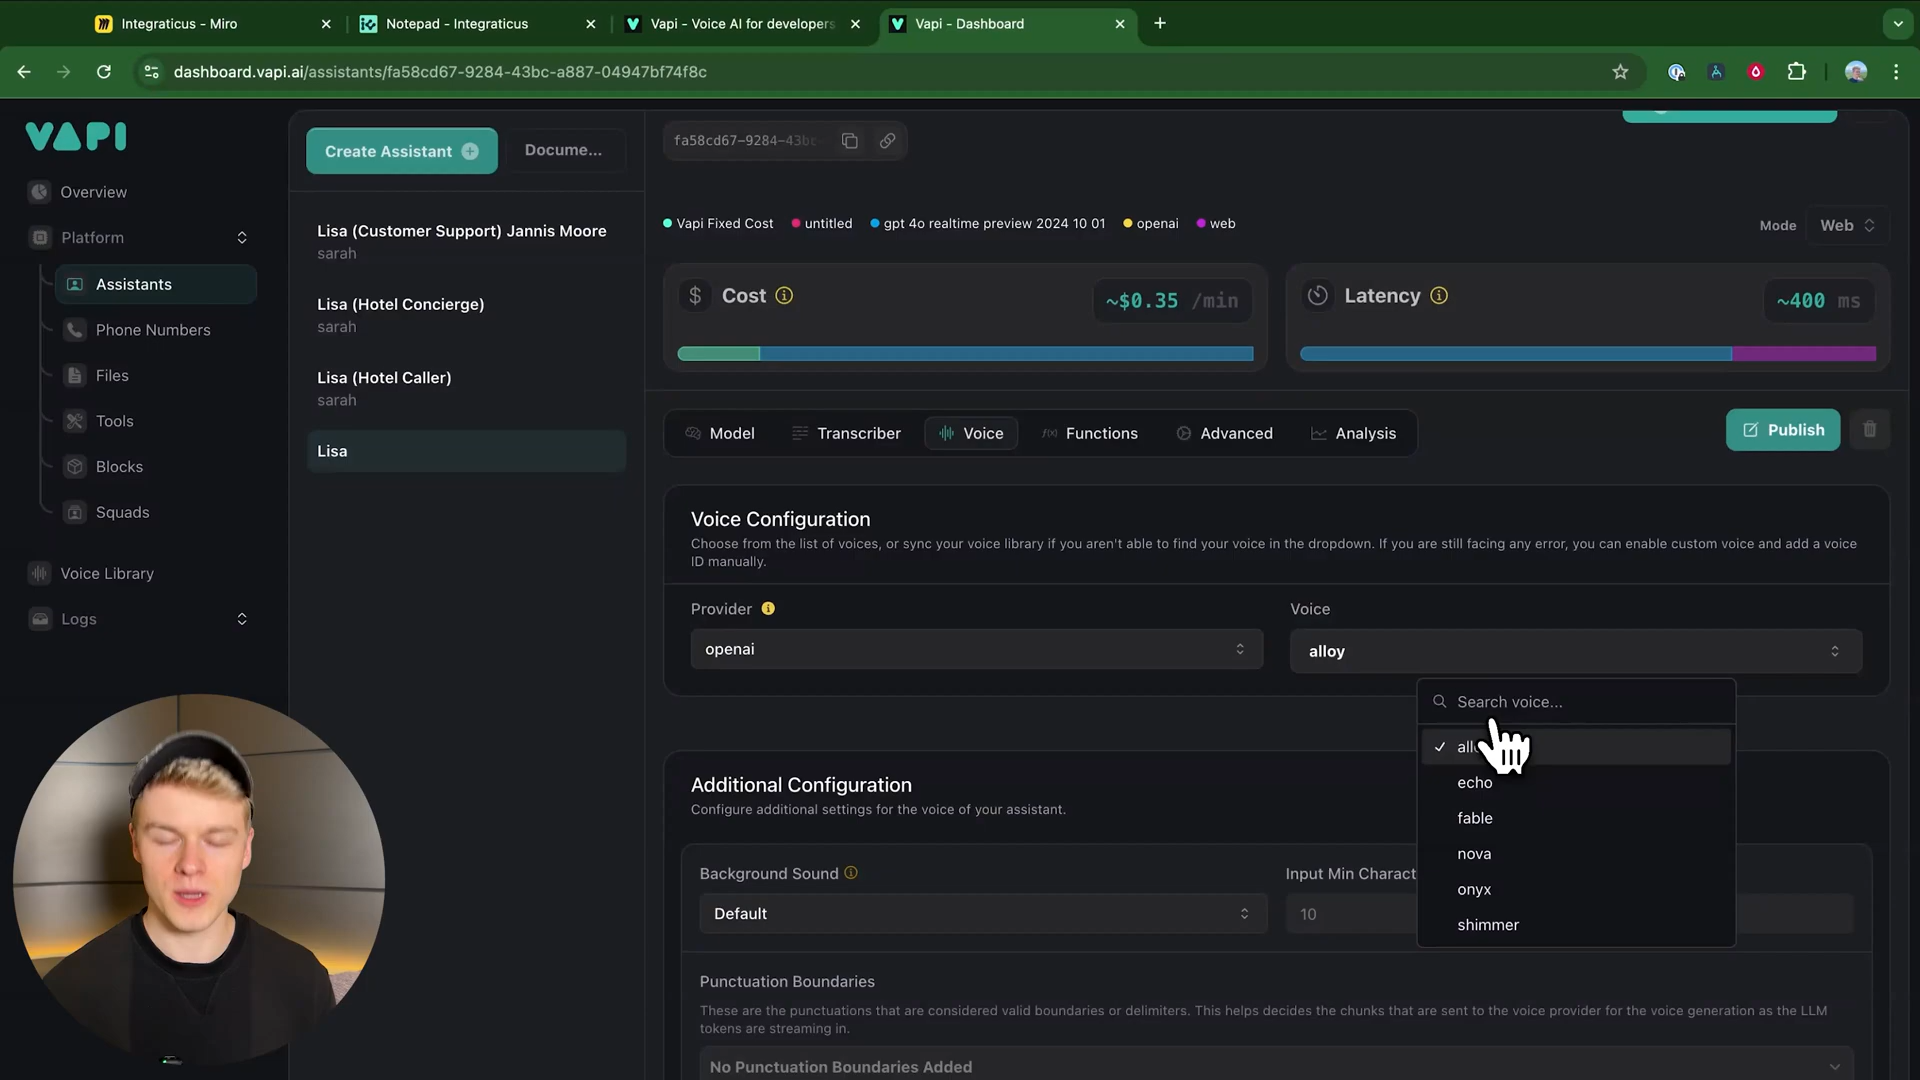 Integraticus - Miro
Notepad - Integraticus
Vapi - Voice AI for developers
Vapi - Dashboard
dashboard.vapi.ai/assistants/fa58cd67-9284-43bc-a887-04947bf74f8c
VAPI
Overview
Platform
Assistants
Phone Numbers
Files
Tools
Blocks
Squads
Voice Library
Logs
Create Assistant
Docume...
Lisa (Customer Support) Jannis Moore
sarah
Lisa (Hotel Concierge)
sarah
Lisa (Hotel Caller)
sarah
Lisa
fa58cd67-9284-43bc-
Vapi Fixed Cost untitled gpt 4o realtime preview 2024 10 01 openai web
Mode Web
$ Cost ~$0.35 /min
Latency ~400 ms
Model Transcriber Voice Functions Advanced Analysis
Publish
Voice Configuration
Choose from the list of voices, or sync your voice library if you aren't able to find your voice in the dropdown. If you are still facing any error, you can enable custom voice and add a voice
ID manually.
Provider
openai
Voice
alloy
Search voice...
echo
fable
nova
onyx
shimmer
Additional Configuration
Configure additional settings for the voice of your assistant.
Background Sound
Default
Input Min Charact
10
Punctuation Boundaries
These are the punctuations that are considered valid boundaries or delimiters. This helps decides the chunks that are sent to the voice provider for the voice generation as the LLM
tokens are streaming in.
No Punctuation Boundaries Added